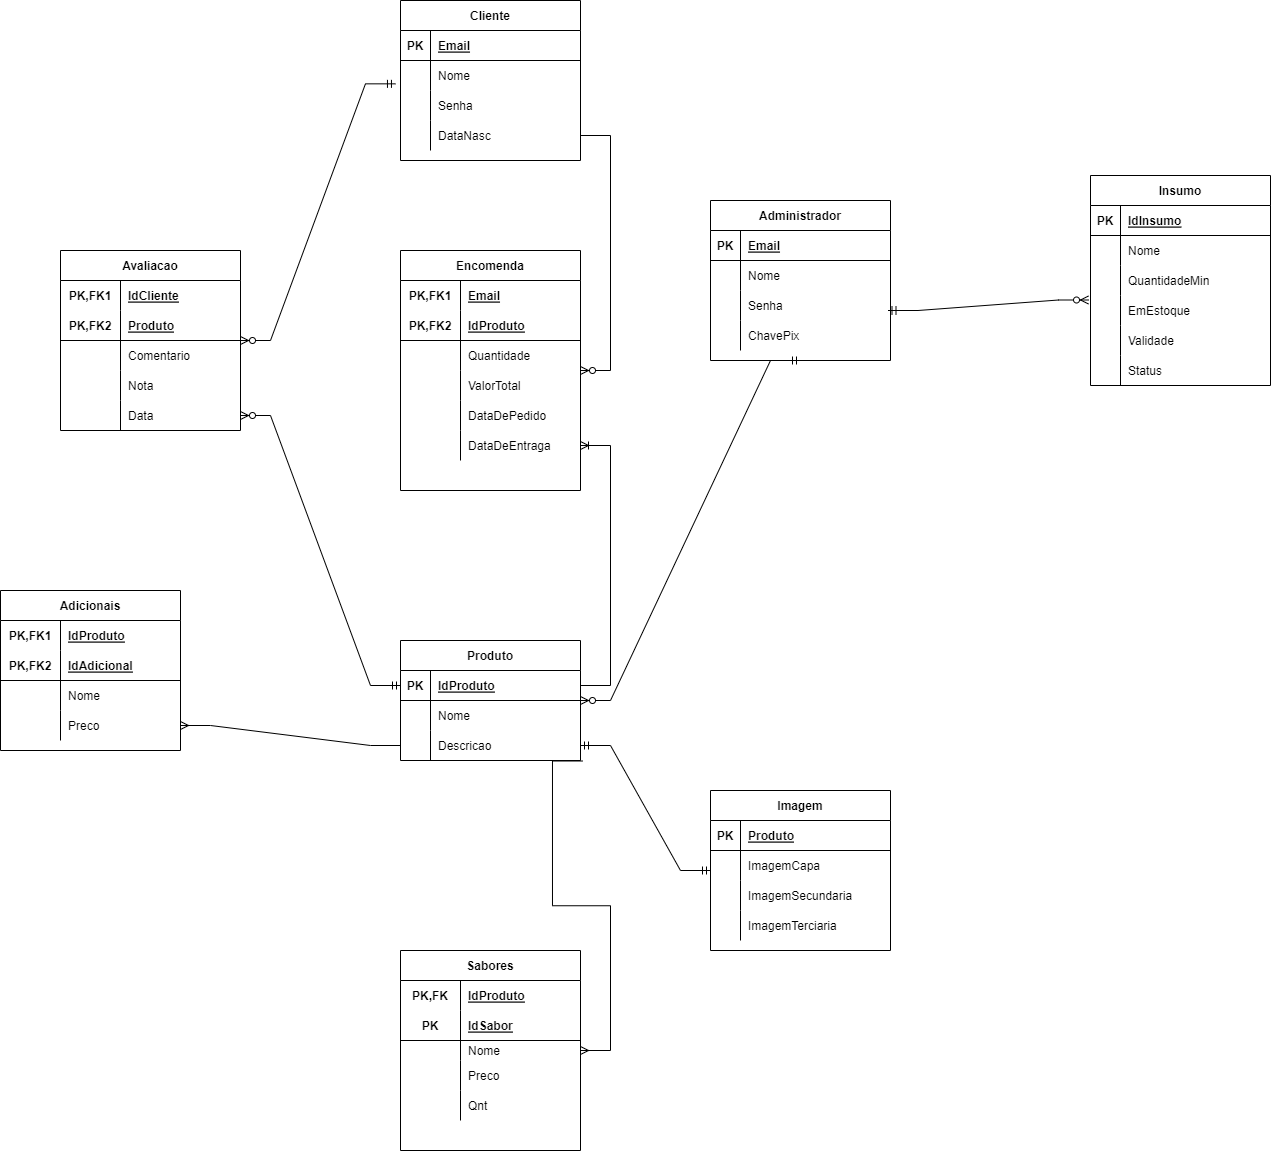 Cliente
PK Email
Nome
Senha
DataNasc
Insumo
PK IdInsumo
Nome
QuantidadeMin
EmEstoque
Validade
Status
Administrador
PK Email
Nome
Senha
ChavePix
Avaliacao
PK,FK1 IdCliente
PK,FK2 Produto
Comentario
Nota
Data
Encomenda
PK,FK1 Email
PK,FK2 IdProduto
Quantidade
ValorTotal
DataDePedido
DataDeEntraga
Adicionais
PK,FK1 IdProduto
PK,FK2 IdAdicional
Nome
Preco
Produto
PK IdProduto
Nome
Descricao
Imagem
PK Produto
ImagemCapa
ImagemSecundaria
ImagemTerciaria
Sabores
PK,FK IdProduto
PK IdSabor
Nome
Preco
Qnt